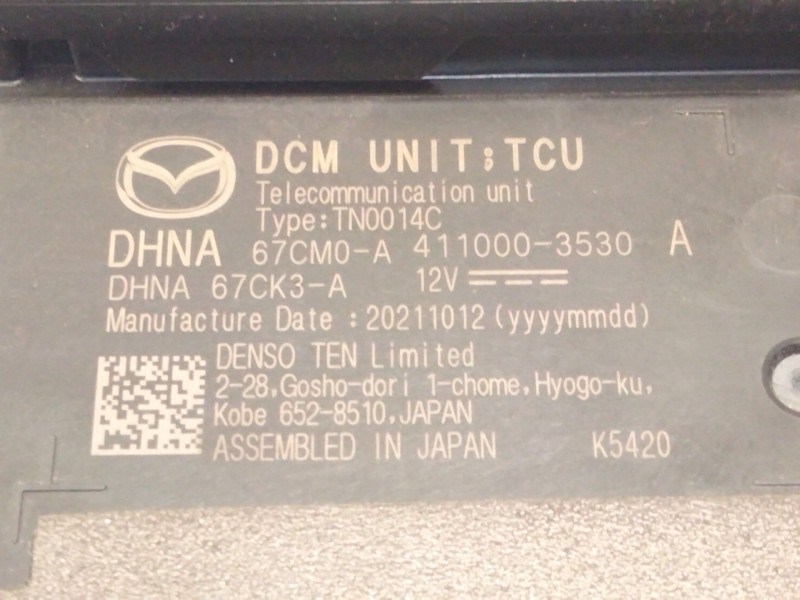 DCM UNIT;TCU
Telecommunication unit
Type:TN0014C
DHNA 67CM0-A 411000-3530 A
DHNA 67CK3-A 12V
Manufacture Date :20211012(yyyymmdd)
DENSO TEN Limited
2-28,Gosho-dori 1-chome,Hyogo-ku,
Kobe 652-8510,JAPAN
ASSEMBLED IN JAPAN K5420